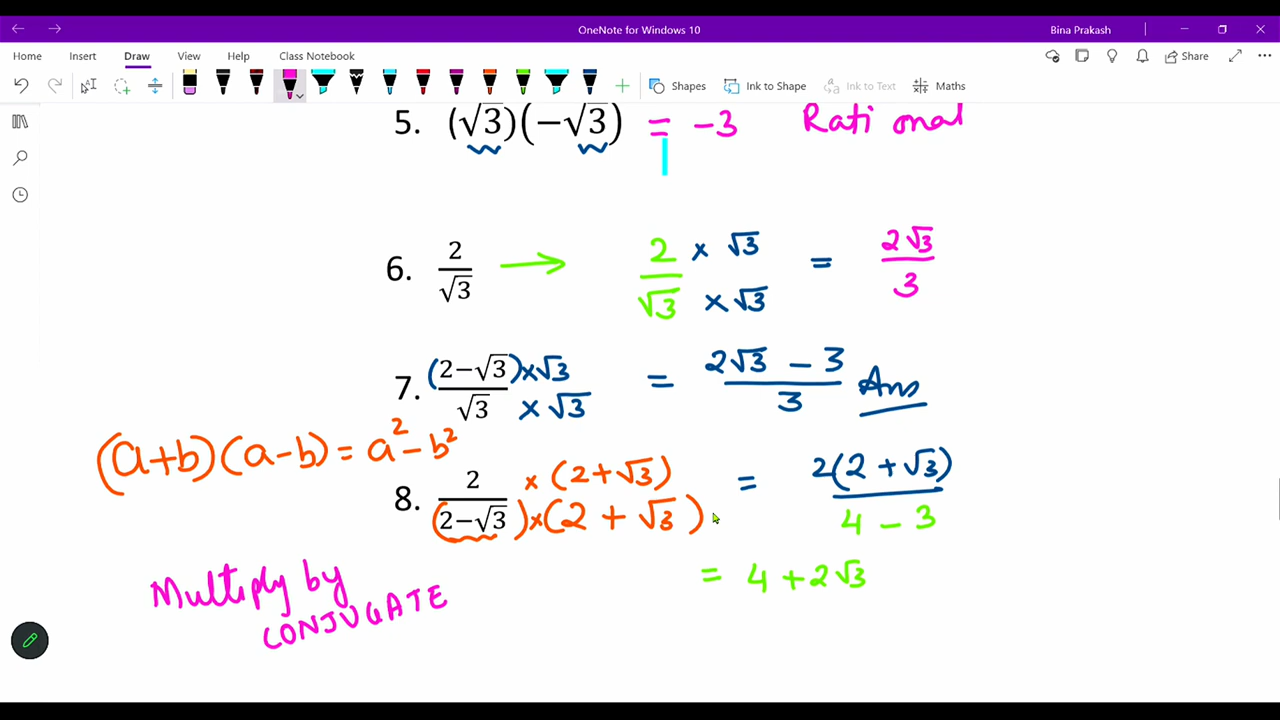 OneNote for Windows 10
Bina Prakash
Home Insert Draw View Help Class Notebook
Share
Shapes Ink to Shape Ink to Text Maths
5. (√3)(−√3) = -3 Rational
6. 2/√3 → 2/√3 × √3/× √3 = 2√3/3
7. (2−√3)×√3/√3 × √3 = 2√3 − 3/3 Ans
(a+b)(a-b) = a² - b²
8. 2/(2−√3) × (2+√3)/×(2 + √3) = 2(2 + √3)/4 − 3
= 4 + 2√3
Multiply by
CONJUGATE